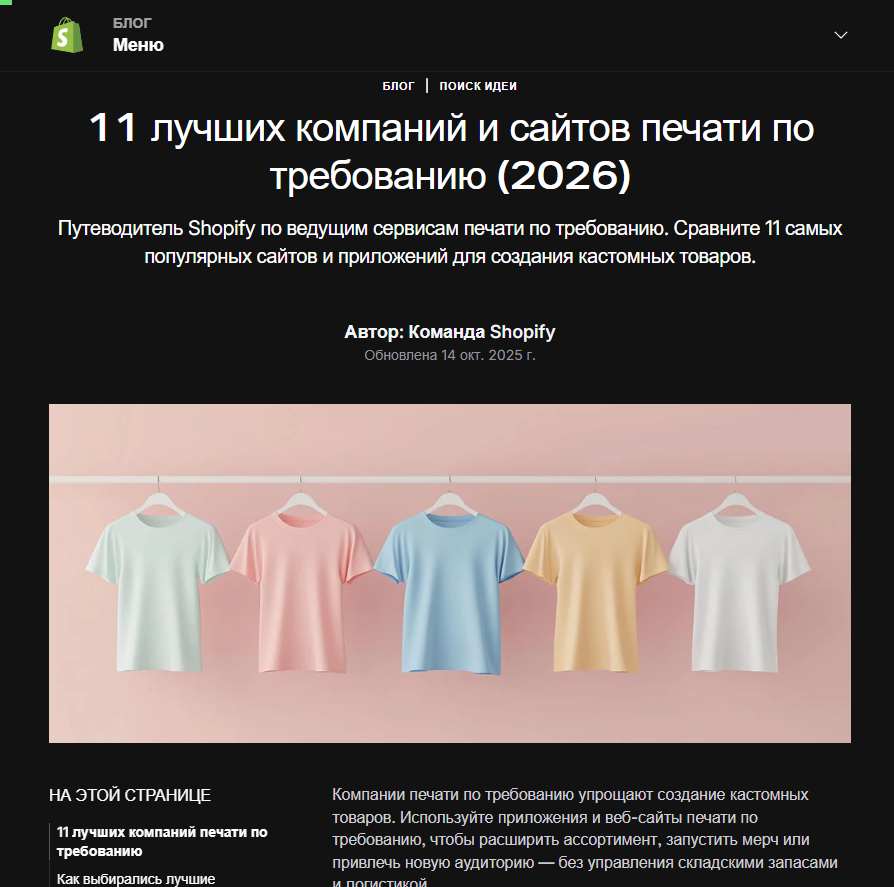 БЛОГ
Меню
БЛОГ | ПОИСК ИДЕИ
11 лучших компаний и сайтов печати по
требованию (2026)
Путеводитель Shopify по ведущим сервисам печати по требованию. Сравните 11 самых
популярных сайтов и приложений для создания кастомных товаров.
Автор: Команда Shopify
Обновлена 14 окт. 2025 г.
НА ЭТОЙ СТРАНИЦЕ
11 лучших компаний печати по
требованию
Как выбирались лучшие
Компании печати по требованию упрощают создание кастомных
товаров. Используйте приложения и веб-сайты печати по
требованию, чтобы расширить ассортимент, запустить мерч или
привлечь новую аудиторию — без управления складскими запасами
и логистикой.